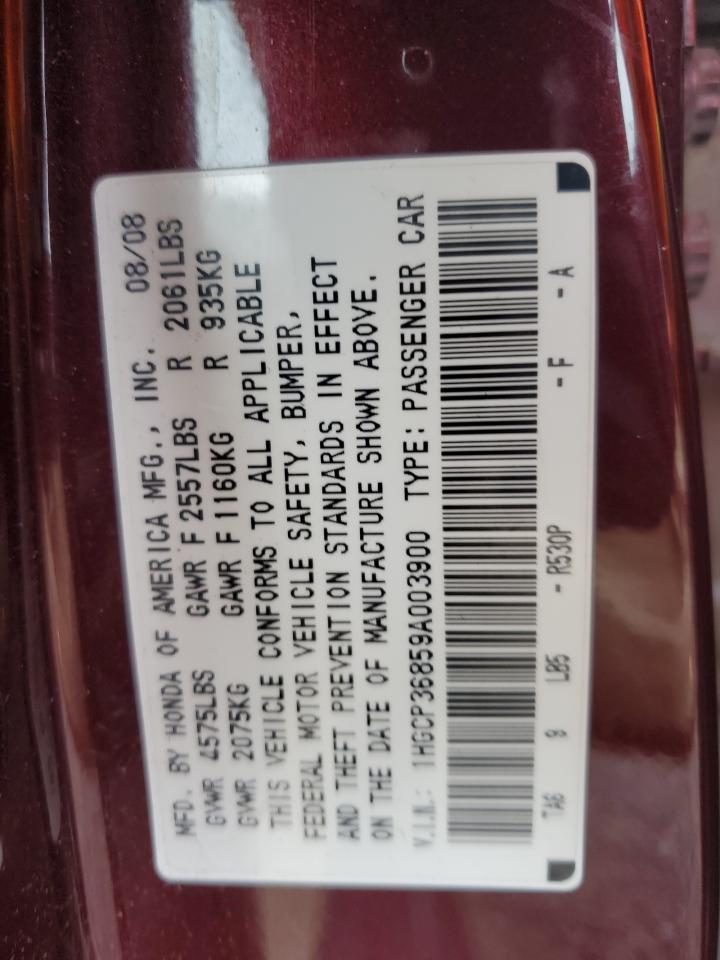 MFD. BY HONDA OF AMERICA MFG., INC. 08/08
GVWR 4575LBS GAWR F 2557LBS R 2061LBS
GVWR 2075KG GAWR F 1160KG R 935KG
THIS VEHICLE CONFORMS TO ALL APPLICABLE
FEDERAL MOTOR VEHICLE SAFETY, BUMPER,
AND THEFT PREVENTION STANDARDS IN EFFECT
ON THE DATE OF MANUFACTURE SHOWN ABOVE.
V.I.N.: 1HGCP36859A003900 TYPE: PASSENGER CAR
TA6 9 LB5 - R530P - F - A